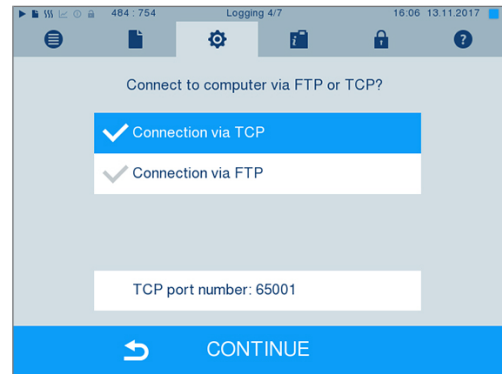 484 : 754 Logging 4/7 16:06 13.11.2017
Connect to computer via FTP or TCP?
Connection via TCP
Connection via FTP
TCP port number: 65001
CONTINUE